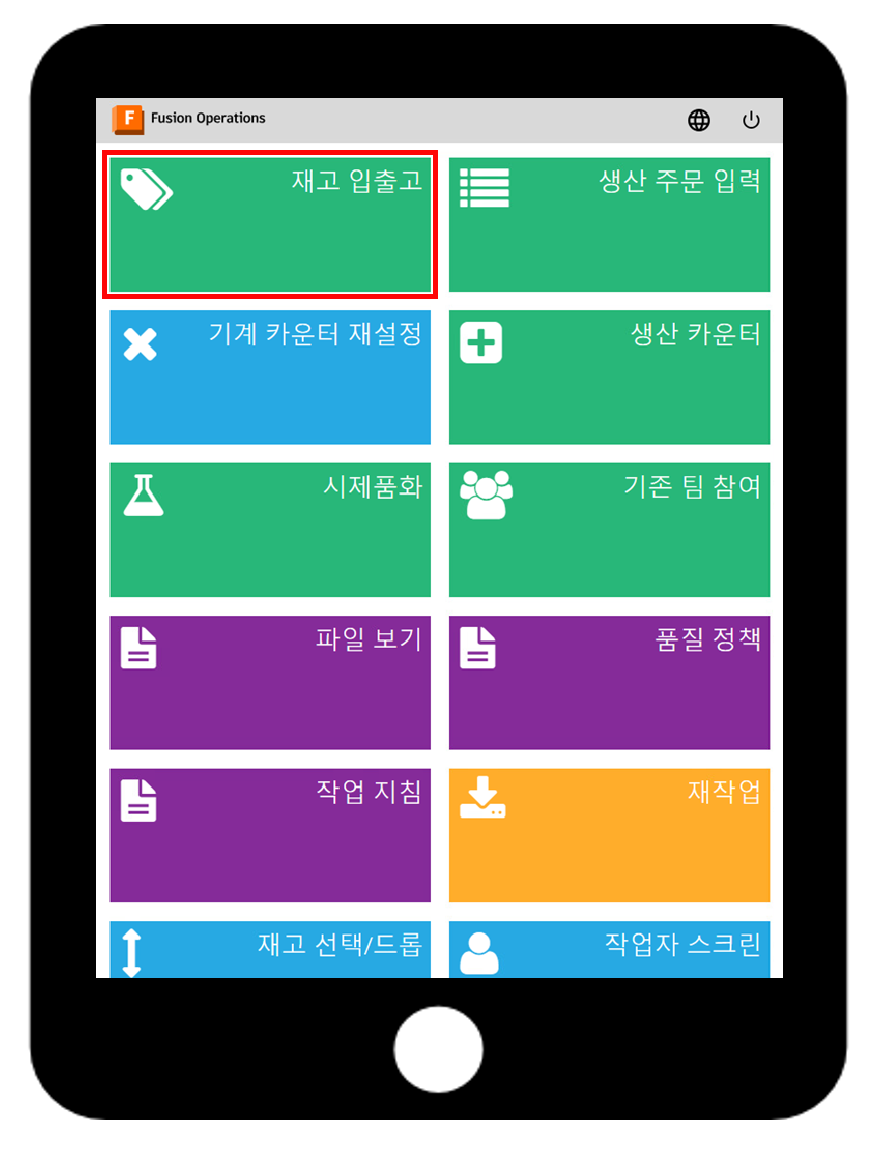 F Fusion Operations
재고 입출고
생산 주문 입력
기계 카운터 재설정
생산 카운터
시제품화
기존 팀 참여
파일 보기
품질 정책
작업 지침
재작업
재고 선택/드롭
작업자 스크린